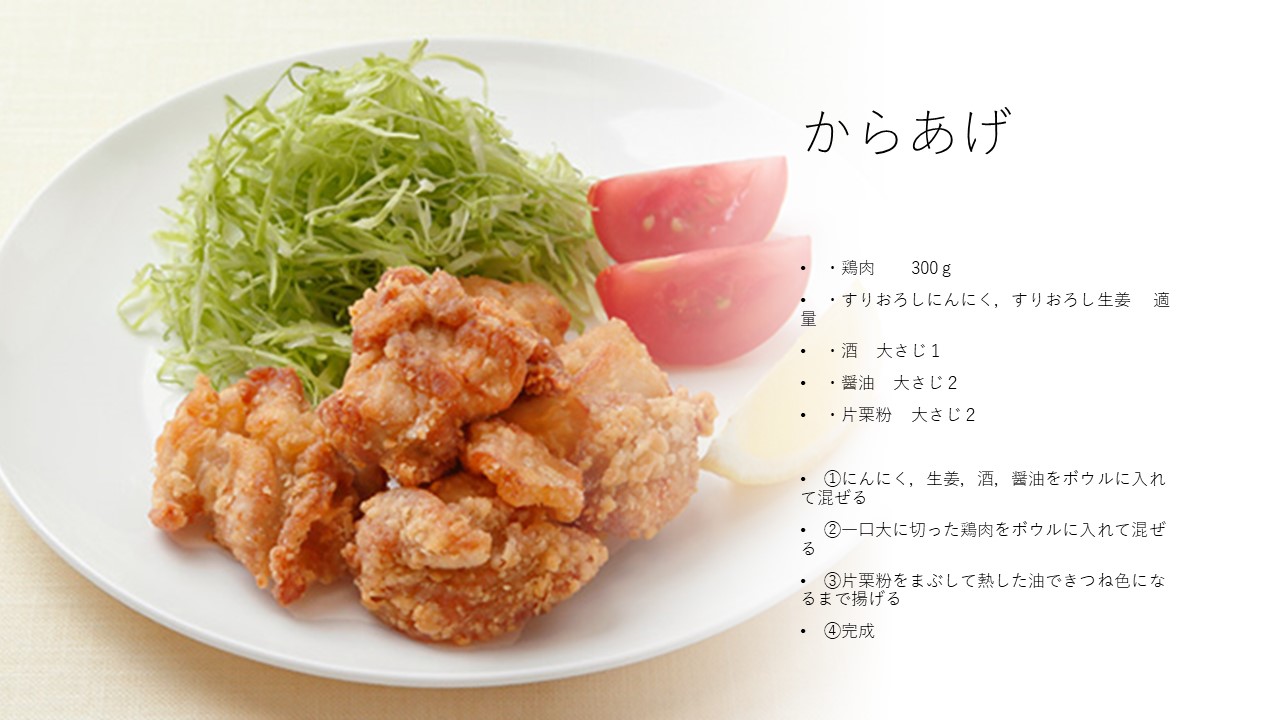 からあげ
• ・鶏肉　　300ｇ
• ・すりおろしにんにく，すりおろし生姜　適
量
• ・酒　大さじ１
• ・醤油　大さじ２
• ・片栗粉　大さじ２
• ①にんにく，生姜，酒，醤油をボウルに入れ
て混ぜる
• ②一口大に切った鶏肉をボウルに入れて混ぜ
る
• ③片栗粉をまぶして熱した油できつね色にな
るまで揚げる
• ④完成